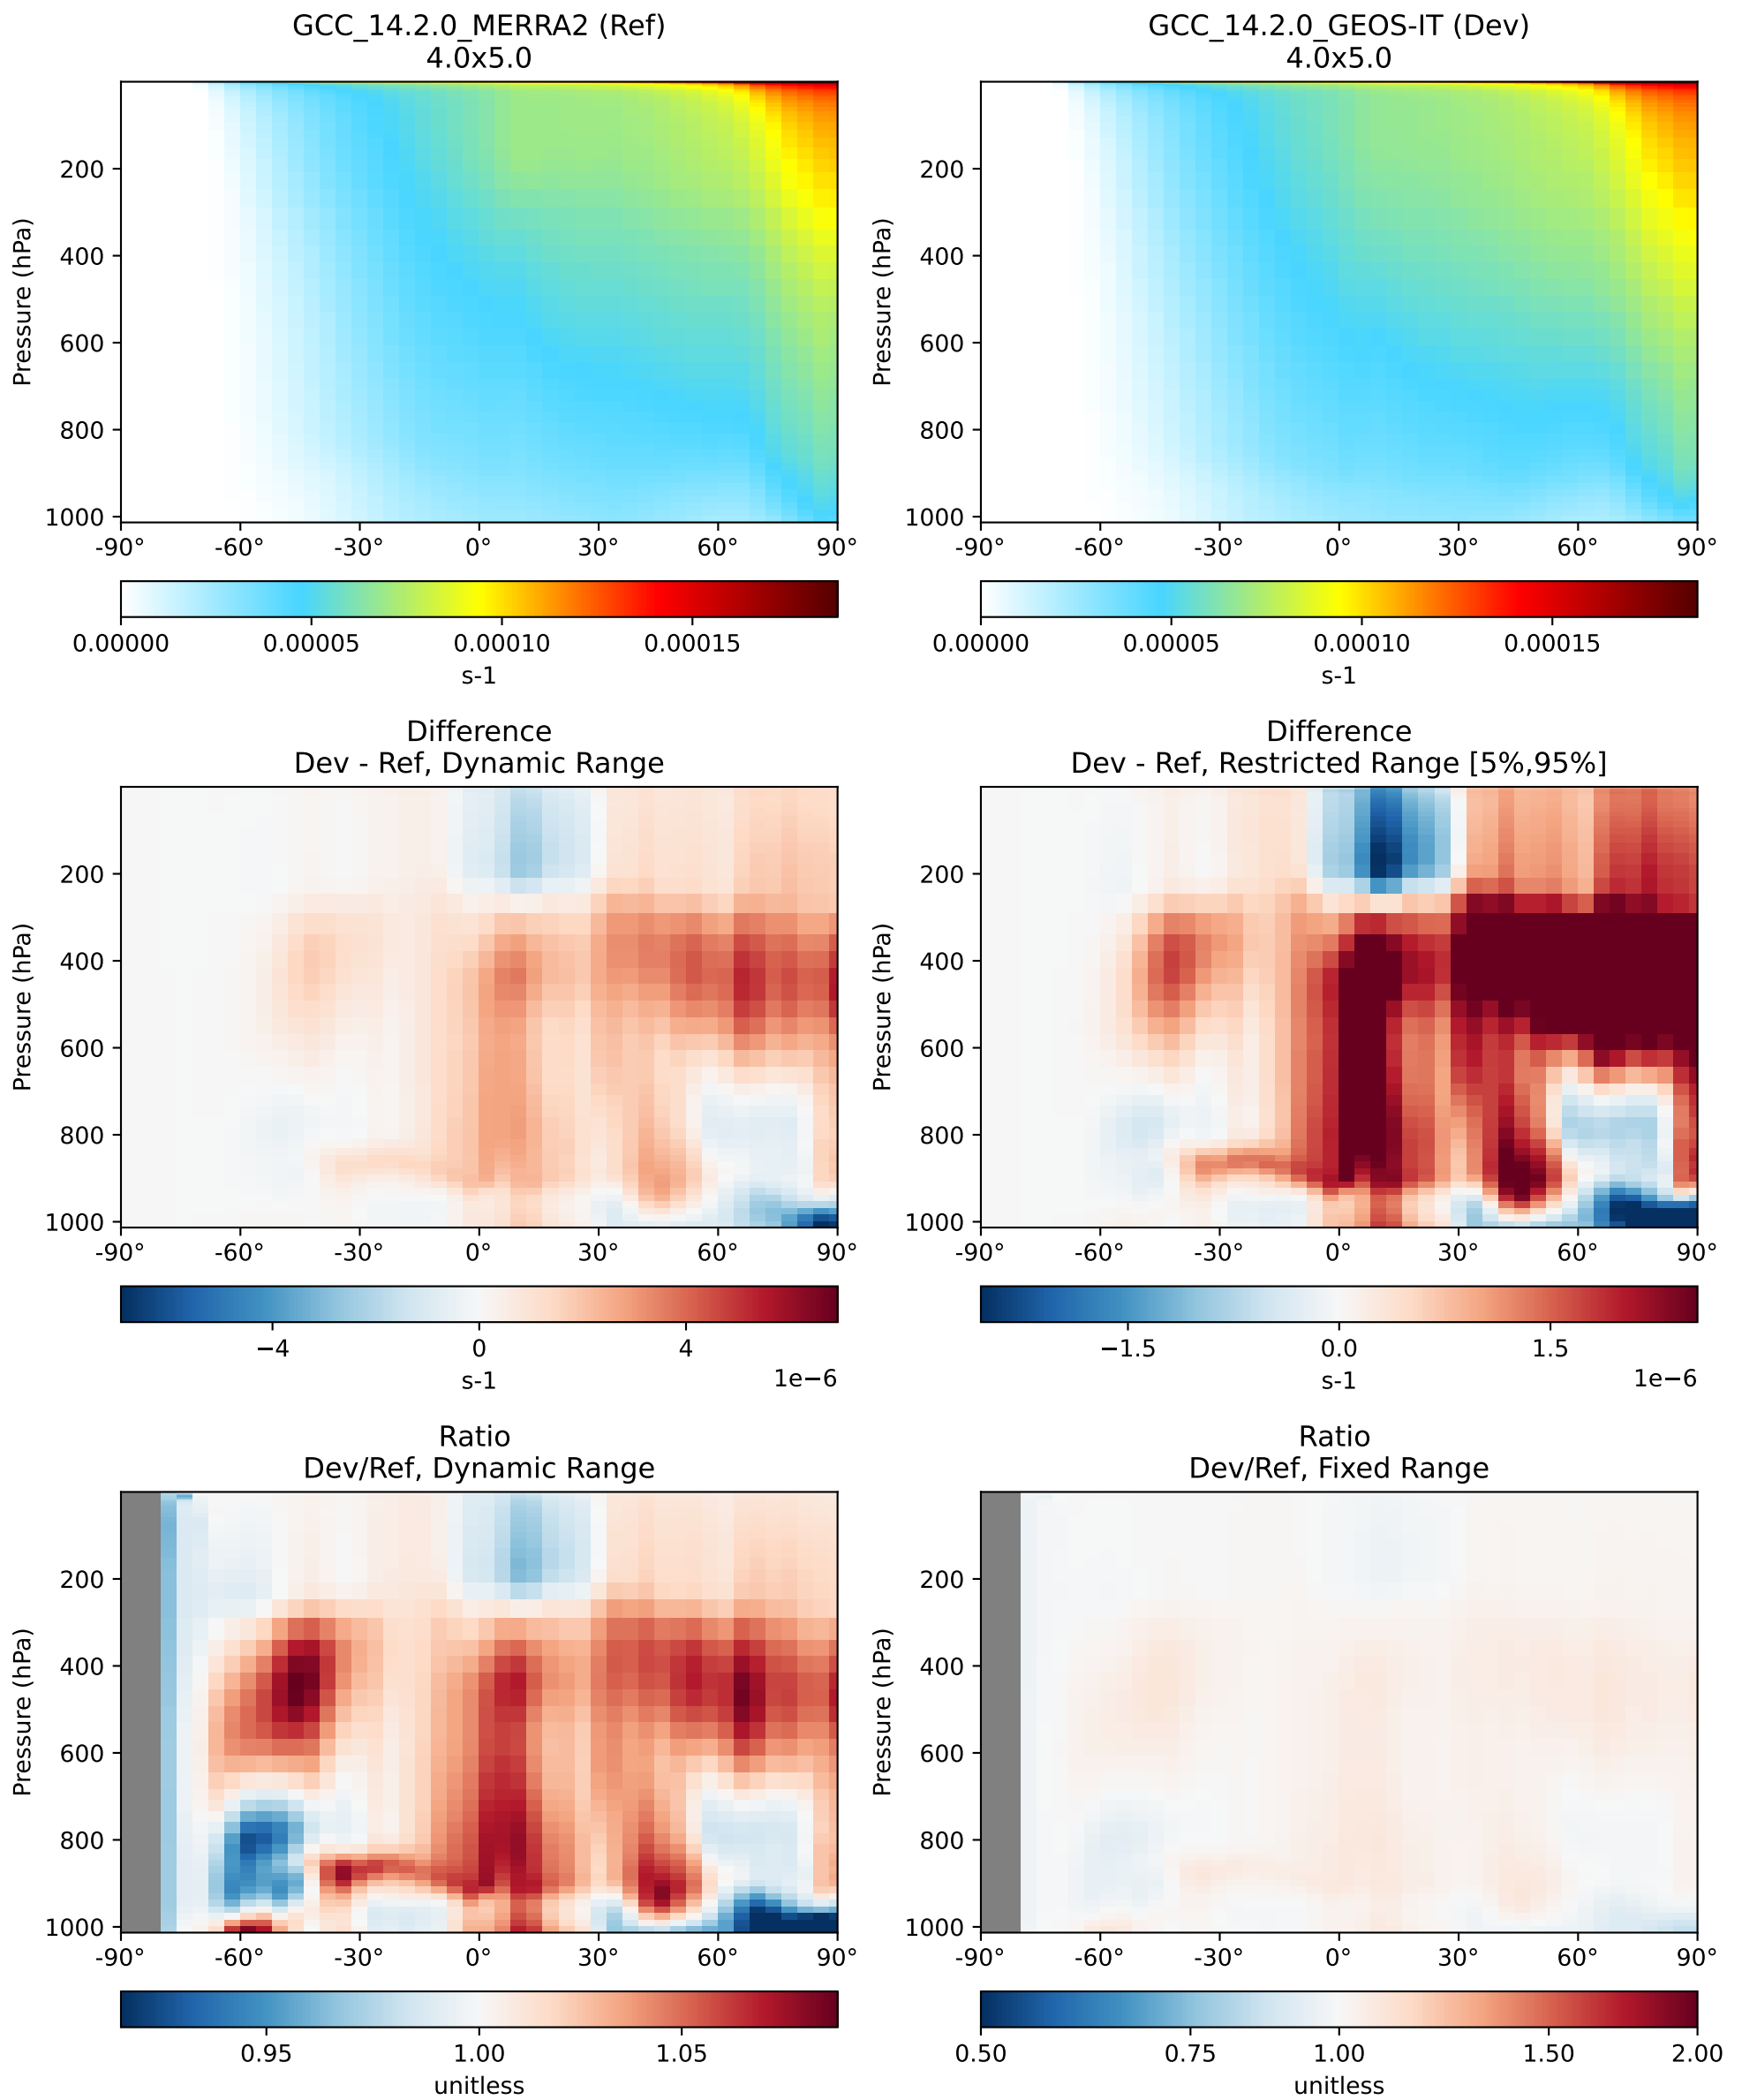 GCC_14.2.0_MERRA2 (Ref)
4.0x5.0
Pressure (hPa)
200
400
600
800
1000
-90° -60° -30° 0° 30° 60° 90°
0.00000 0.00005 0.00010 0.00015
s-1
GCC_14.2.0_GEOS-IT (Dev)
4.0x5.0
Pressure (hPa)
200
400
600
800
1000
-90° -60° -30° 0° 30° 60° 90°
0.00000 0.00005 0.00010 0.00015
s-1
Difference
Dev - Ref, Dynamic Range
Pressure (hPa)
200
400
600
800
1000
-90° -60° -30° 0° 30° 60° 90°
−4 0 4
s-1 1e−6
Difference
Dev - Ref, Restricted Range [5%,95%]
Pressure (hPa)
200
400
600
800
1000
-90° -60° -30° 0° 30° 60° 90°
−1.5 0.0 1.5
s-1 1e−6
Ratio
Dev/Ref, Dynamic Range
Pressure (hPa)
200
400
600
800
1000
-90° -60° -30° 0° 30° 60° 90°
0.95 1.00 1.05
unitless
Ratio
Dev/Ref, Fixed Range
Pressure (hPa)
200
400
600
800
1000
-90° -60° -30° 0° 30° 60° 90°
0.50 0.75 1.00 1.50 2.00
unitless